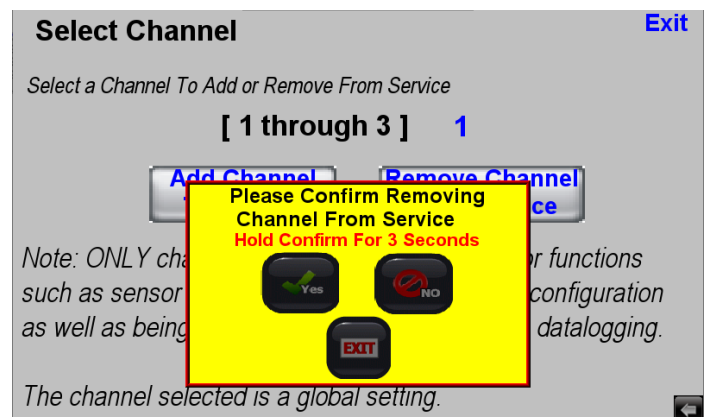 Select Channel
Exit
Select a Channel To Add or Remove From Service
[ 1 through 3 ] 1
Add Channel
Remove Channel
Please Confirm Removing
Channel From Service
Hold Confirm For 3 Seconds
Note: ONLY
functions
Yes
NO
such as sensor
configuration
as well as being
datalogging.
EXIT
The channel selected is a global setting.